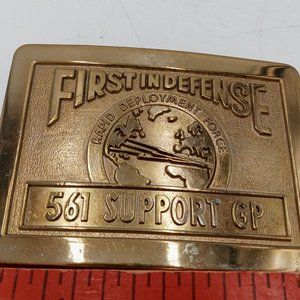 FIRST IN DEFENSE
RAPID DEPLOYMENT FORCE
561 SUPPORT GP